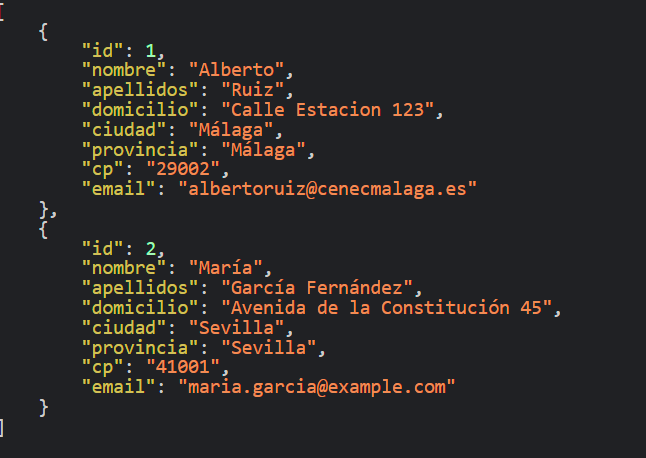 [
    {
        "id": 1,
        "nombre": "Alberto",
        "apellidos": "Ruiz",
        "domicilio": "Calle Estacion 123",
        "ciudad": "Málaga",
        "provincia": "Málaga",
        "cp": "29002",
        "email": "albertoruiz@cenecmalaga.es"
    },
    {
        "id": 2,
        "nombre": "María",
        "apellidos": "García Fernández",
        "domicilio": "Avenida de la Constitución 45",
        "ciudad": "Sevilla",
        "provincia": "Sevilla",
        "cp": "41001",
        "email": "maria.garcia@example.com"
    }
]